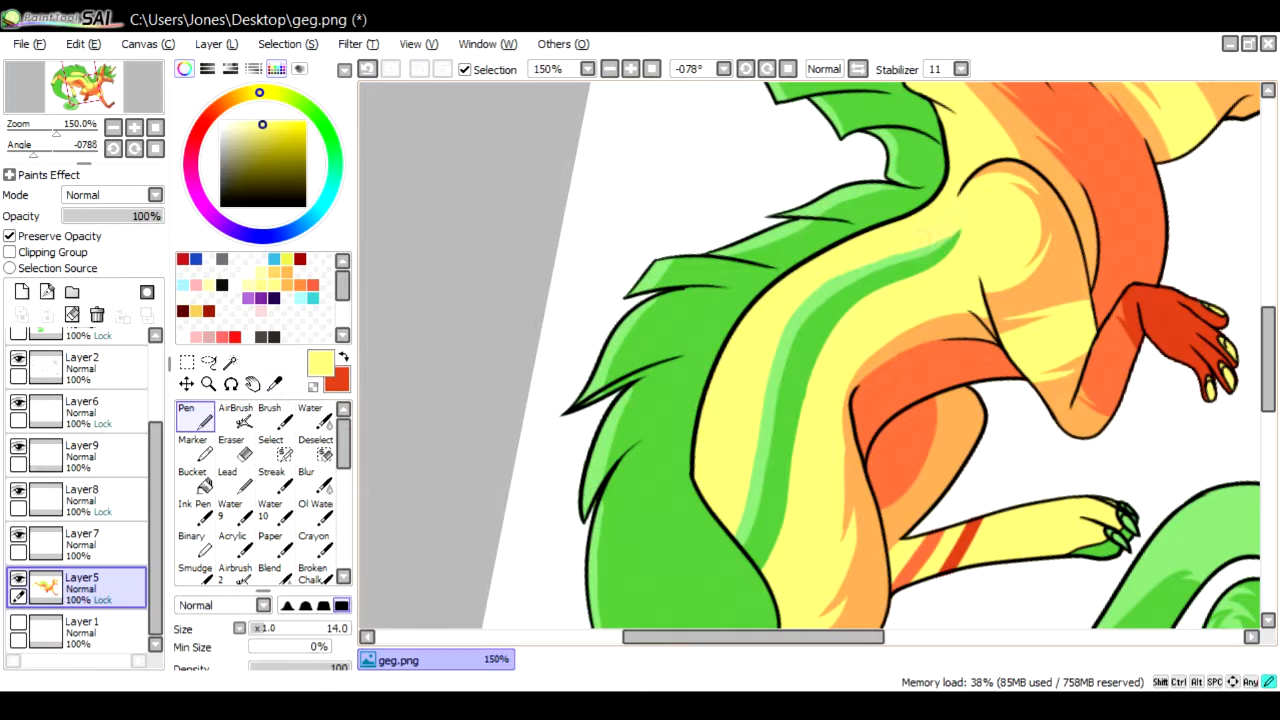 PaintTool SAI C:\Users\Jones\Desktop\geg.png (*)
File (F) Edit (E) Canvas (C) Layer (L) Selection (S) Filter (T) View (V) Window (W) Others (O)
Selection 150% -078° Normal Stabilizer 11
Zoom 150.0%
Angle -078ß
Paints Effect
Mode Normal
Opacity 100%
Preserve Opacity
Clipping Group
Selection Source
100% Lock
Layer2
Normal
100%
Layer6
Normal
100% Lock
Layer9
Normal
100%
Layer8
Normal
100% Lock
Layer7
Normal
100%
Layer5
Normal
100% Lock
Layer1
Normal
100%
Pen AirBrush Brush Water
Marker Eraser Select Deselect
Bucket Lead Streak Blur
Ink Pen Water 9 Water 10 Ol Water
Binary Acrylic Paper Crayon
Smudge Airbrush 2 Blend Broken Chalk
Normal
Size x1.0 14.0
Min Size 0%
Density 100
geg.png 150%
Memory load: 38% (85MB used / 758MB reserved) Shift Ctrl Alt SPC Any